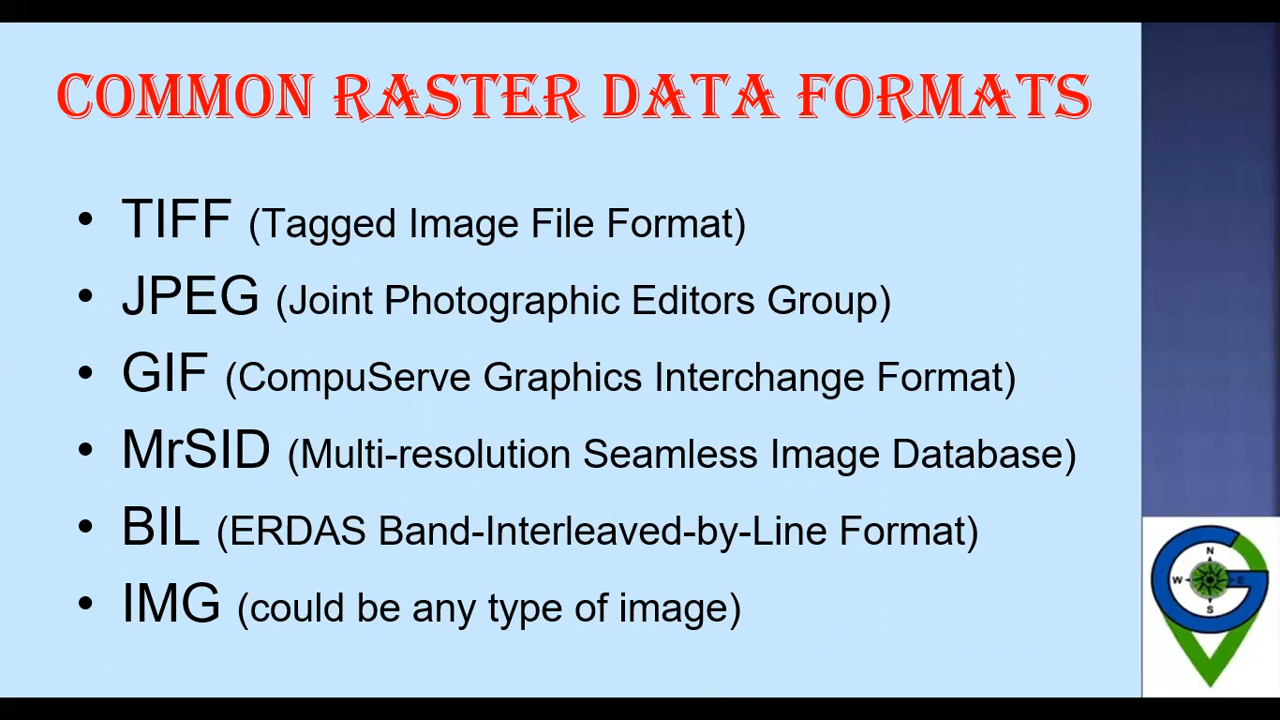 COMMON RASTER DATA FORMATS
• TIFF (Tagged Image File Format)
• JPEG (Joint Photographic Editors Group)
• GIF (CompuServe Graphics Interchange Format)
• MrSID (Multi-resolution Seamless Image Database)
• BIL (ERDAS Band-Interleaved-by-Line Format)
• IMG (could be any type of image)
N
W E
S